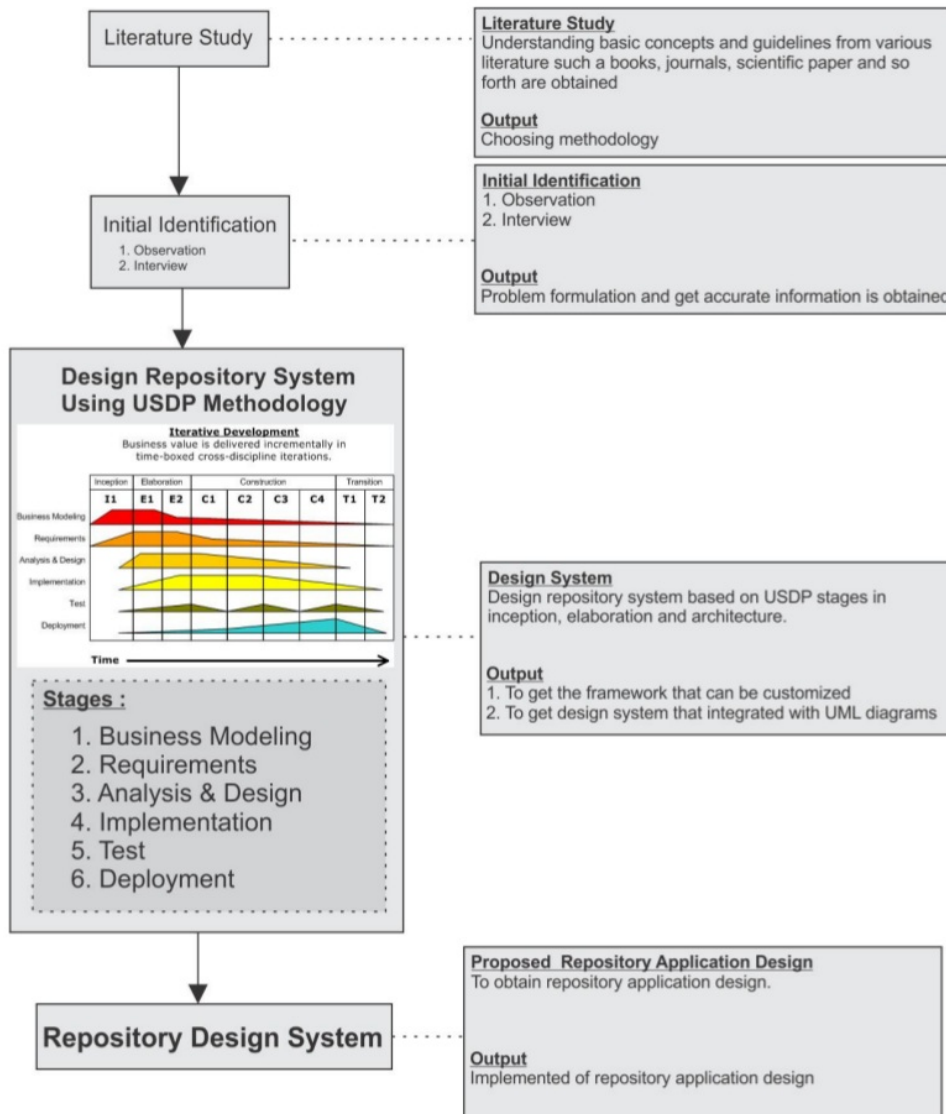 Literature Study
Literature Study
Understanding basic concepts and guidelines from various
literature such a books, journals, scientific paper and so
forth are obtained
Output
Choosing methodology
Initial Identification
1. Observation
2. Interview
Initial Identification
1. Observation
2. Interview
Output
Problem formulation and get accurate information is obtained
Design Repository System
Using USDP Methodology
Iterative Development
Business value is delivered incrementally in
time-boxed cross-discipline iterations.
Inception Elaboration Construction Transition
I1 E1 E2 C1 C2 C3 C4 T1 T2
Business Modeling
Requirements
Analysis & Design
Implementation
Test
Deployment
Time
Design System
Design repository system based on USDP stages in
inception, elaboration and architecture.
Output
1. To get the framework that can be customized
2. To get design system that integrated with UML diagrams
Stages :
1. Business Modeling
2. Requirements
3. Analysis & Design
4. Implementation
5. Test
6. Deployment
Repository Design System
Proposed Repository Application Design
To obtain repository application design.
Output
Implemented of repository application design